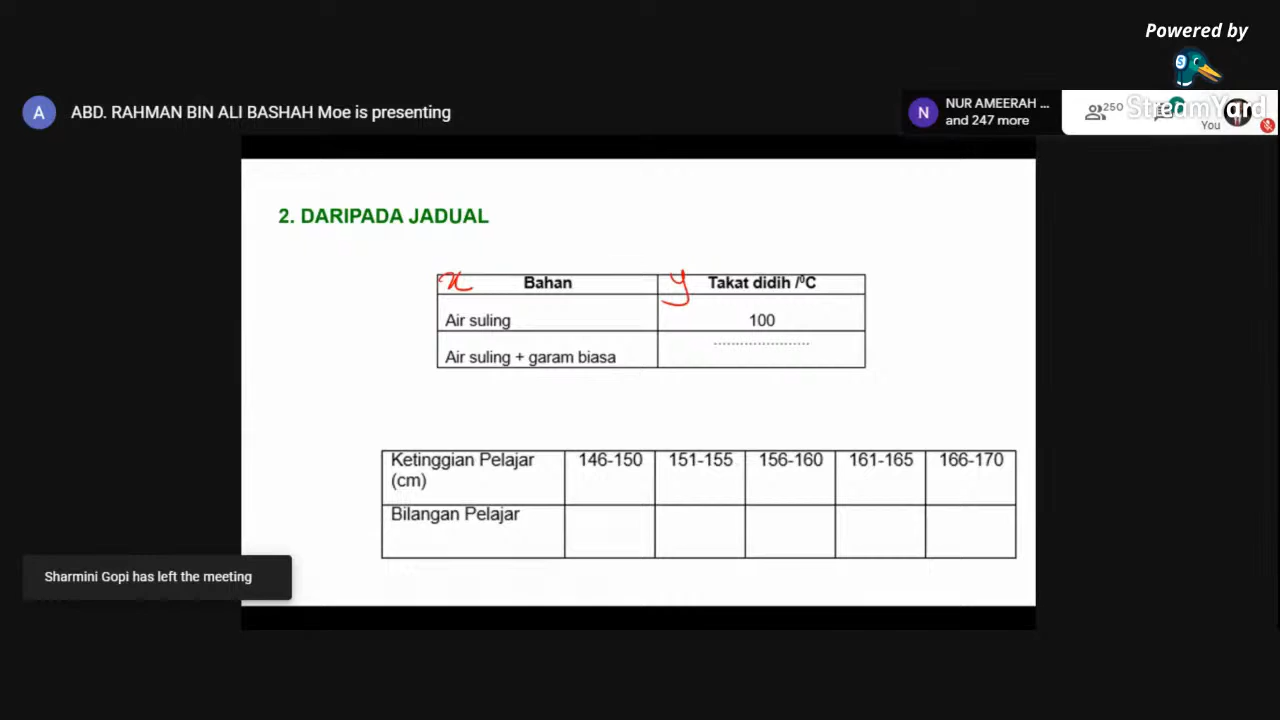 Powered by
A ABD. RAHMAN BIN ALI BASHAH Moe is presenting
N NUR AMEERAH ...
and 247 more
250
StreamYard
You
2. DARIPADA JADUAL
x Bahan y Takat didih /⁰C
Air suling 100
Air suling + garam biasa ......................
Ketinggian Pelajar 146-150 151-155 156-160 161-165 166-170
(cm)
Bilangan Pelajar
Sharmini Gopi has left the meeting